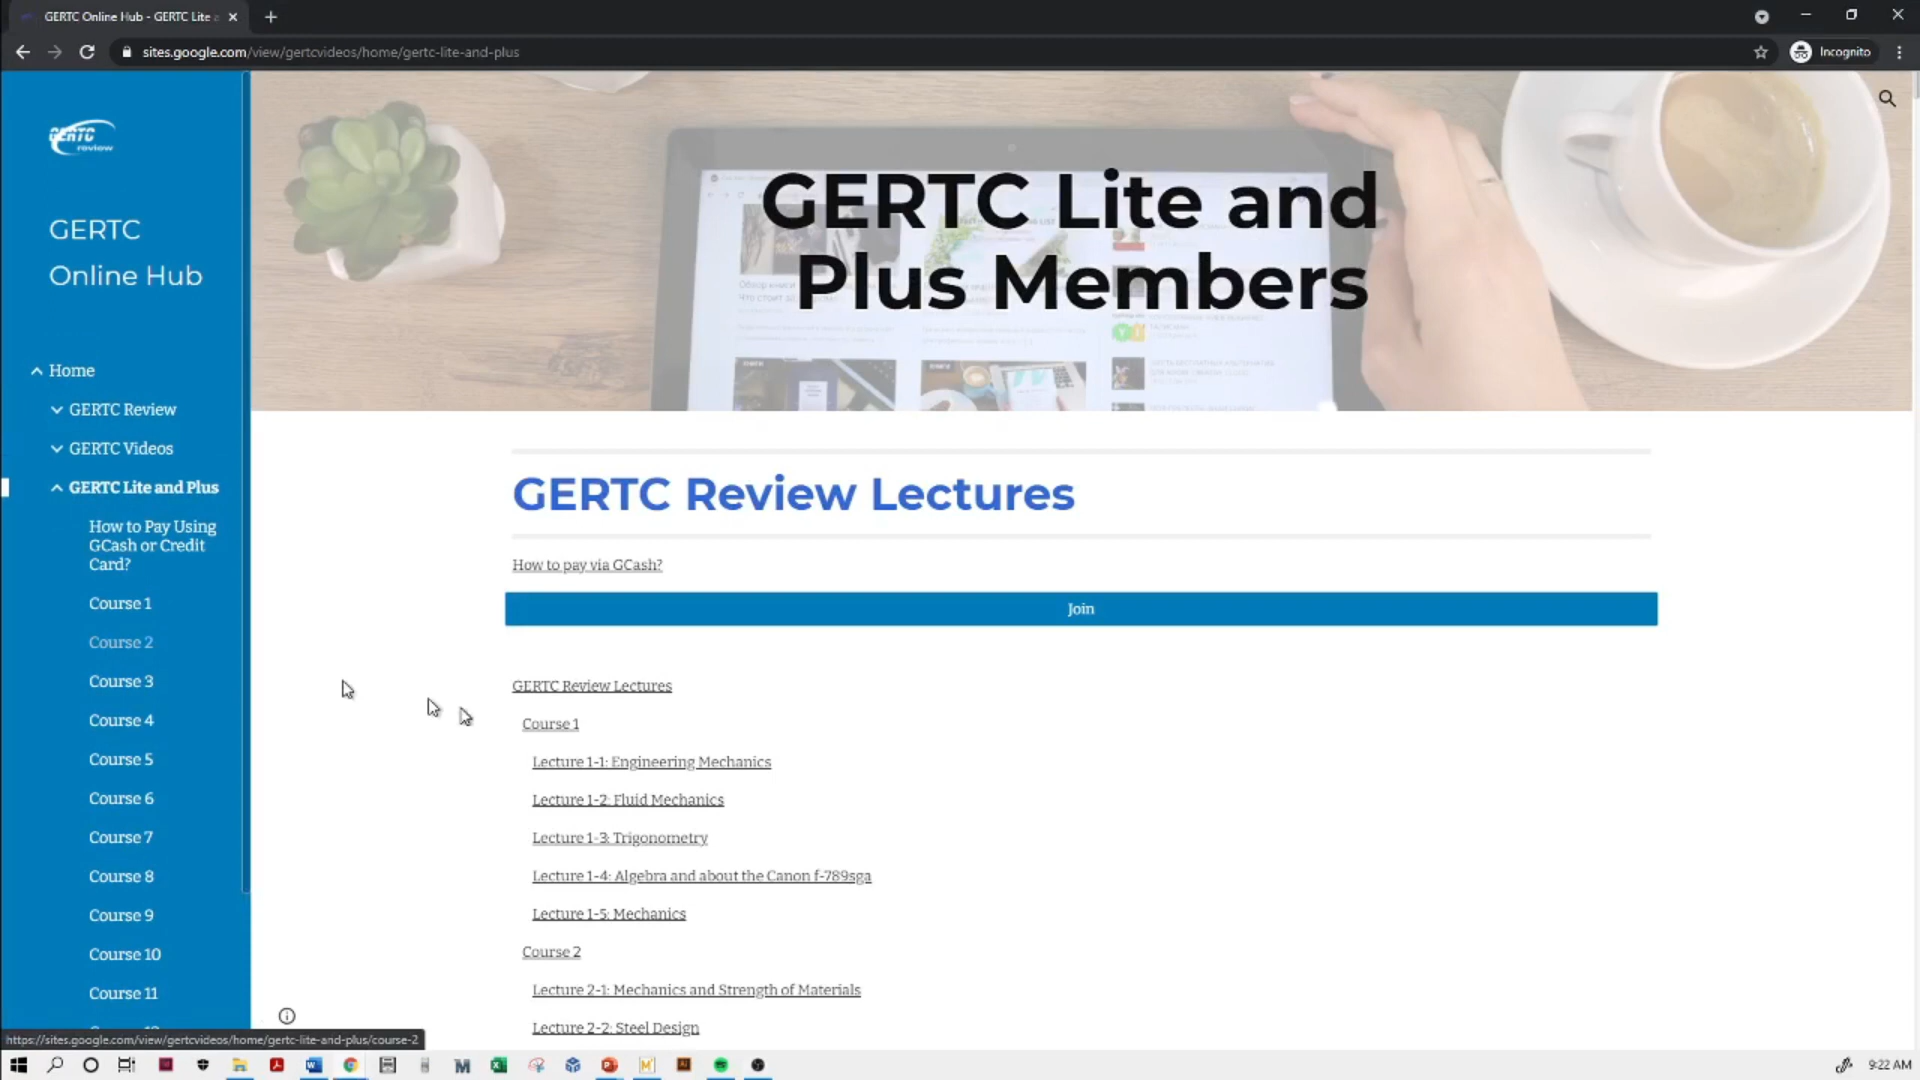 GERTC Online Hub - GERTC Lite a
sites.google.com/view/gertcvideos/home/gertc-lite-and-plus
Incognito
GERTC
review
GERTC
Online Hub
Home
GERTC Review
GERTC Videos
GERTC Lite and Plus
How to Pay Using
GCash or Credit
Card?
Course 1
Course 2
Course 3
Course 4
Course 5
Course 6
Course 7
Course 8
Course 9
Course 10
Course 11
GERTC Lite and
Plus Members
GERTC Review Lectures
How to pay via GCash?
Join
GERTC Review Lectures
Course 1
Lecture 1-1: Engineering Mechanics
Lecture 1-2: Fluid Mechanics
Lecture 1-3: Trigonometry
Lecture 1-4: Algebra and about the Canon f-789sga
Lecture 1-5: Mechanics
Course 2
Lecture 2-1: Mechanics and Strength of Materials
Lecture 2-2: Steel Design
https://sites.google.com/view/gertcvideos/home/gertc-lite-and-plus/course-2
9:22 AM